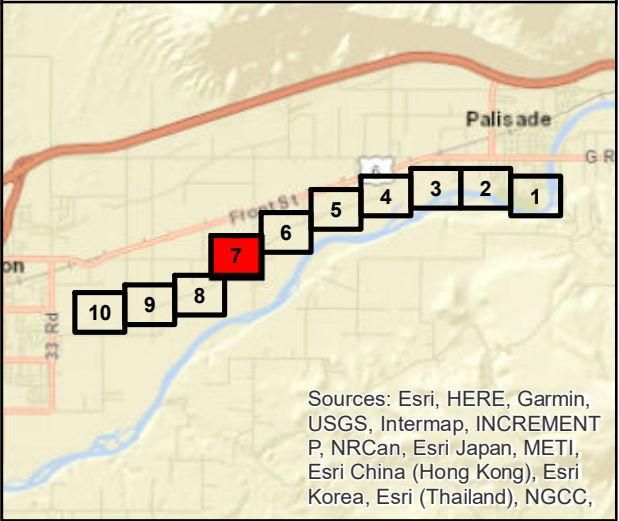 Palisade
6
G R
Front St
1
2
3
4
5
6
7
8
9
10
on
33 Rd
Sources: Esri, HERE, Garmin,
USGS, Intermap, INCREMENT
P, NRCan, Esri Japan, METI,
Esri China (Hong Kong), Esri
Korea, Esri (Thailand), NGCC,